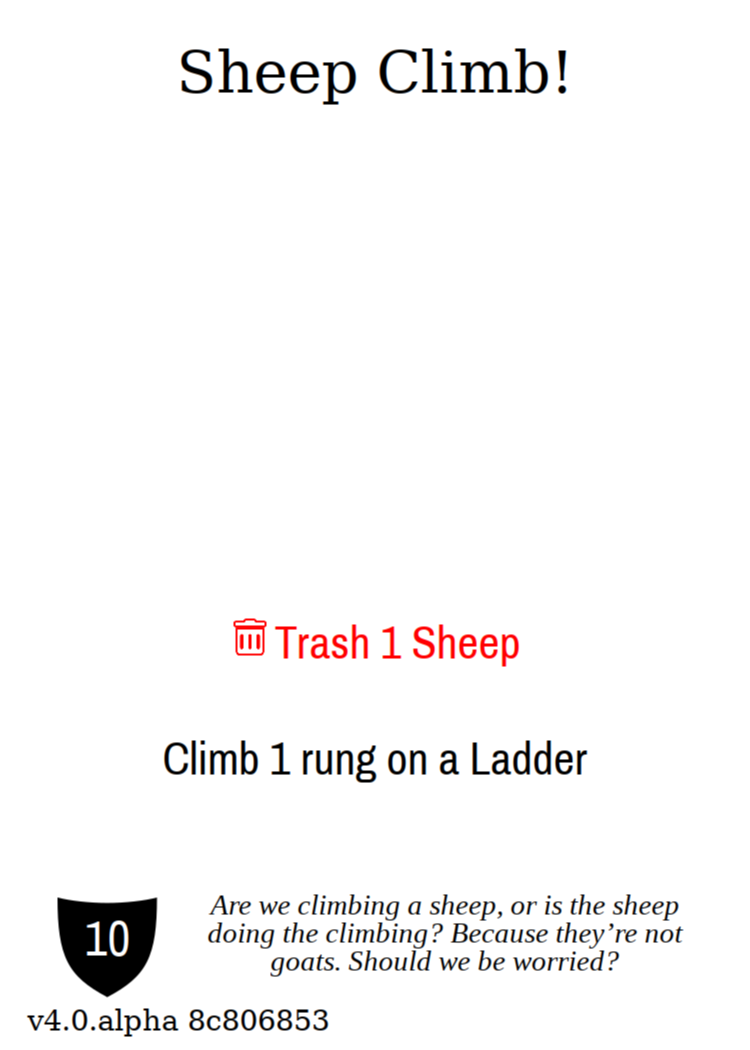 Sheep Climb!
Trash 1 Sheep
Climb 1 rung on a Ladder
10
Are we climbing a sheep, or is the sheep
doing the climbing? Because they’re not
goats. Should we be worried?
v4.0.alpha 8c806853